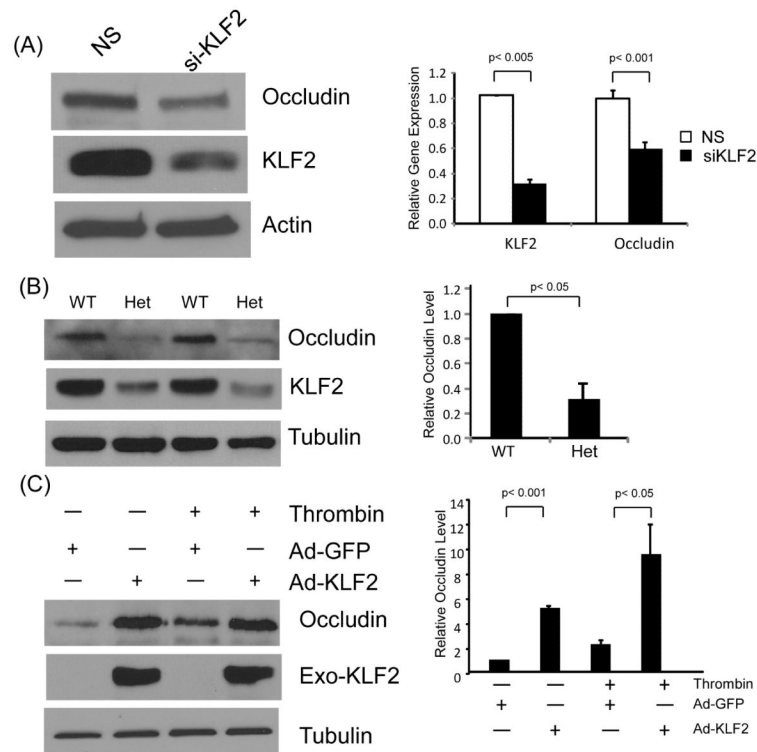 (A)
NS si-KLF2
Occludin
KLF2
Actin
p< 0.005 p< 0.001
Relative Gene Expression
1.2
1.0
0.8
0.6
0.4
0.2
0.0
NS
siKLF2
KLF2 Occludin
(B)
WT Het WT Het
Occludin
KLF2
Tubulin
p< 0.05
Relative Occludin Level
1.2
1.0
0.8
0.6
0.4
0.2
0.0
WT Het
(C)
— — + + Thrombin
+ — + — Ad-GFP
— + — + Ad-KLF2
Occludin
Exo-KLF2
Tubulin
p< 0.001 p< 0.05
Relative Occludin Level
14
12
10
8
6
4
2
0
— — + + Thrombin
+ — + — Ad-GFP
— + — + Ad-KLF2